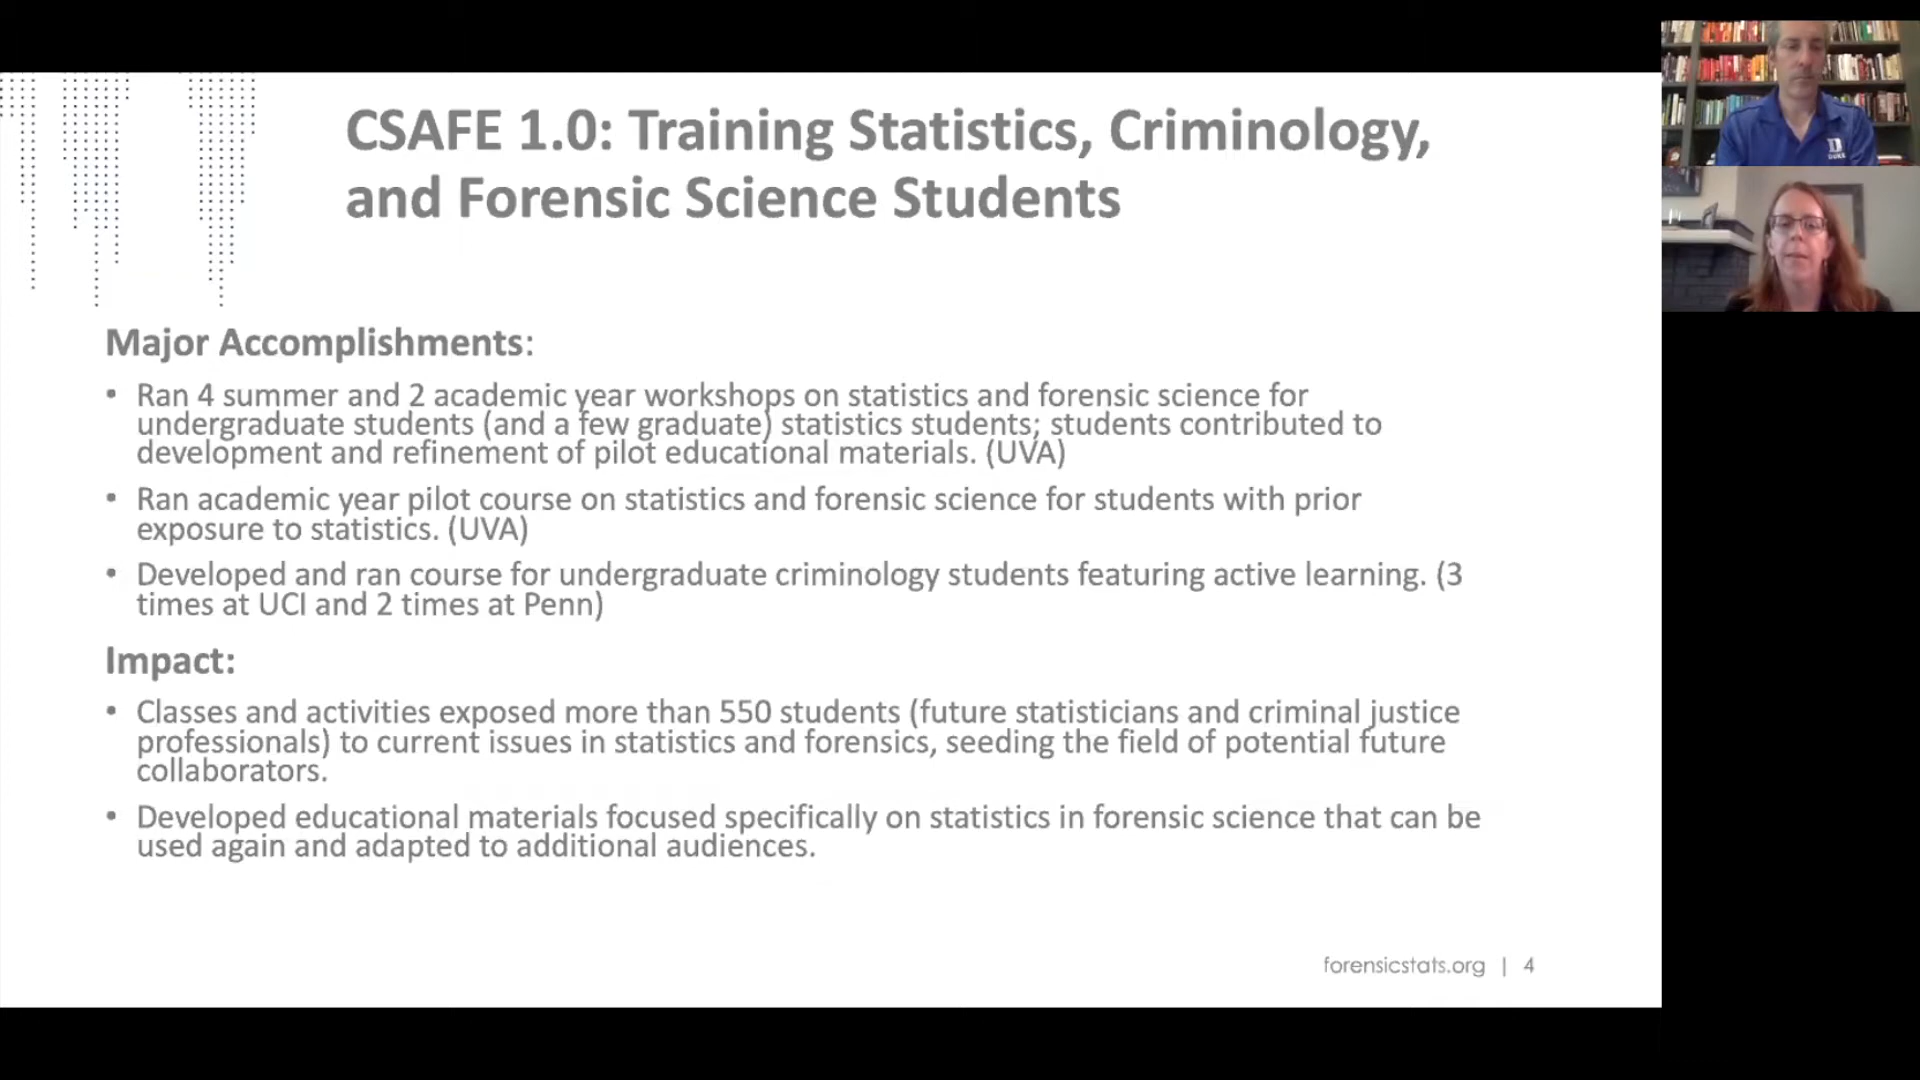 CSAFE 1.0: Training Statistics, Criminology,
and Forensic Science Students
Major Accomplishments:
• Ran 4 summer and 2 academic year workshops on statistics and forensic science for
undergraduate students (and a few graduate) statistics students; students contributed to
development and refinement of pilot educational materials. (UVA)
• Ran academic year pilot course on statistics and forensic science for students with prior
exposure to statistics. (UVA)
• Developed and ran course for undergraduate criminology students featuring active learning. (3
times at UCI and 2 times at Penn)
Impact:
• Classes and activities exposed more than 550 students (future statisticians and criminal justice
professionals) to current issues in statistics and forensics, seeding the field of potential future
collaborators.
• Developed educational materials focused specifically on statistics in forensic science that can be
used again and adapted to additional audiences.
forensicstats.org | 4
D
DUKE